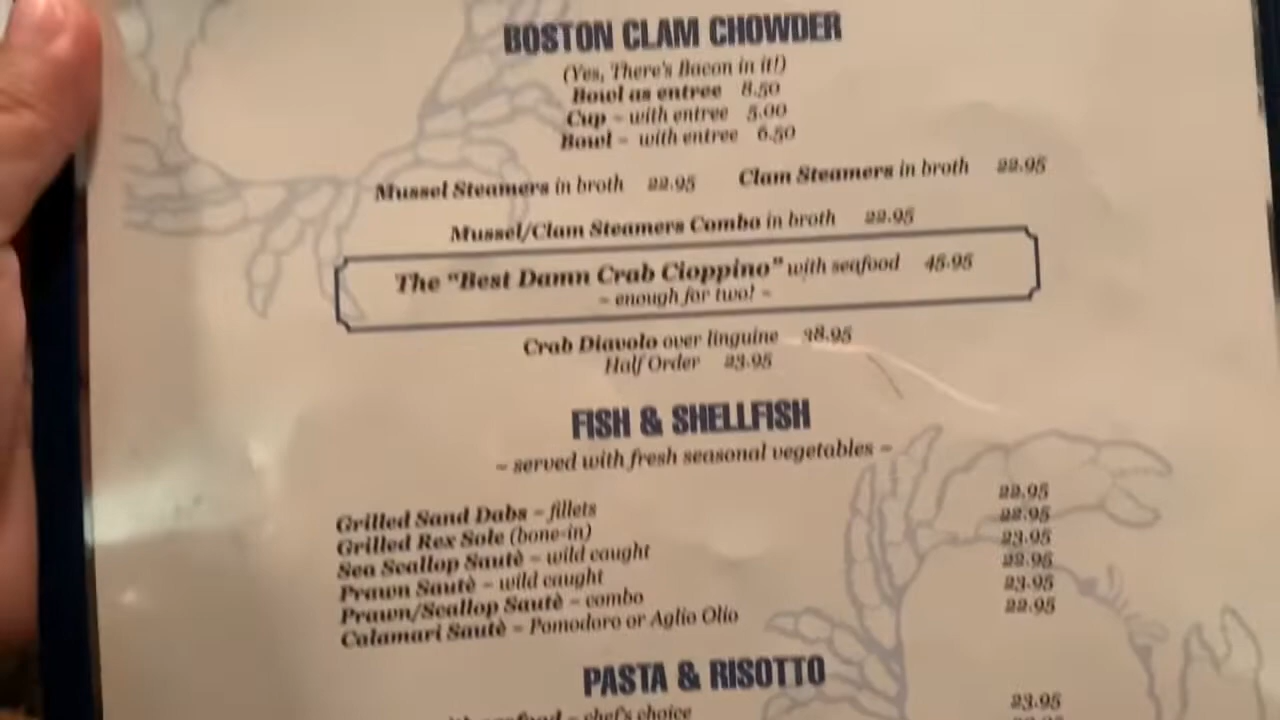 BOSTON CLAM CHOWDER
(Yes, There's Bacon in it!)
Bowl as entree 8.50
Cup ~ with entree 5.00
Bowl ~ with entree 6.50
Mussel Steamers in broth 22.95 Clam Steamers in broth 22.95
Mussel/Clam Steamers Combo in broth 22.95
The "Best Damn Crab Cioppino" with seafood 45.95
~ enough for two! ~
Crab Diavolo over linguine 38.95
Half Order 23.95
FISH & SHELLFISH
~ served with fresh seasonal vegetables ~
Grilled Sand Dabs ~ fillets 22.95
Grilled Rex Sole (bone-in) 22.95
Sea Scallop Sautè ~ wild caught 23.95
Prawn Sautè ~ wild caught 22.95
Prawn/Scallop Sautè ~ combo 23.95
Calamari Sautè ~ Pomodoro or Aglio Olio 22.95
PASTA & RISOTTO
seafood ~ chef's choice 23.95